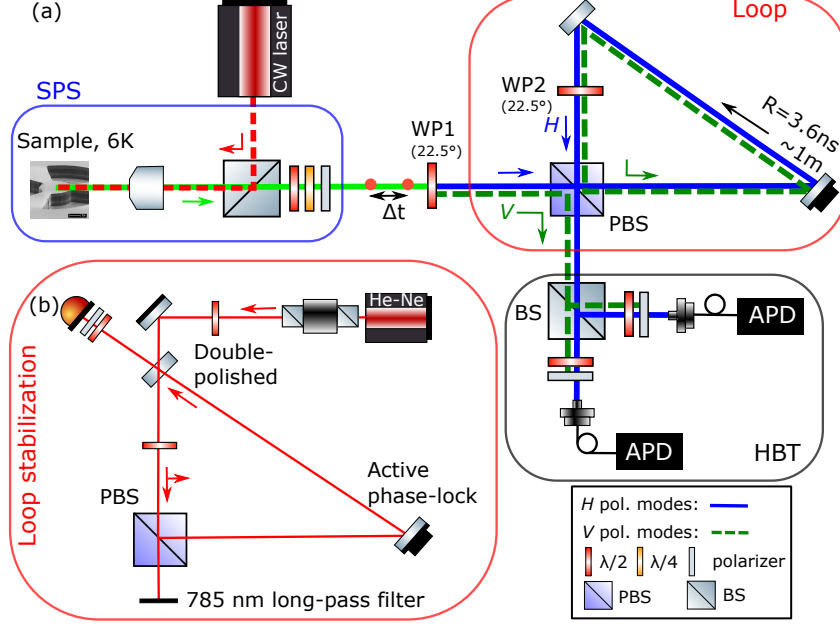 (a)
CW laser
SPS
Sample, 6K
Δt
WP1
(22.5°)
Loop
WP2
(22.5°)
H
R=3.6ns
~1m
V
PBS
BS
APD
APD
HBT
(b)
Loop stabilization
He-Ne
Double-
polished
PBS
Active
phase-lock
785 nm long-pass filter
H pol. modes:
V pol. modes:
λ/2 λ/4 polarizer
PBS BS